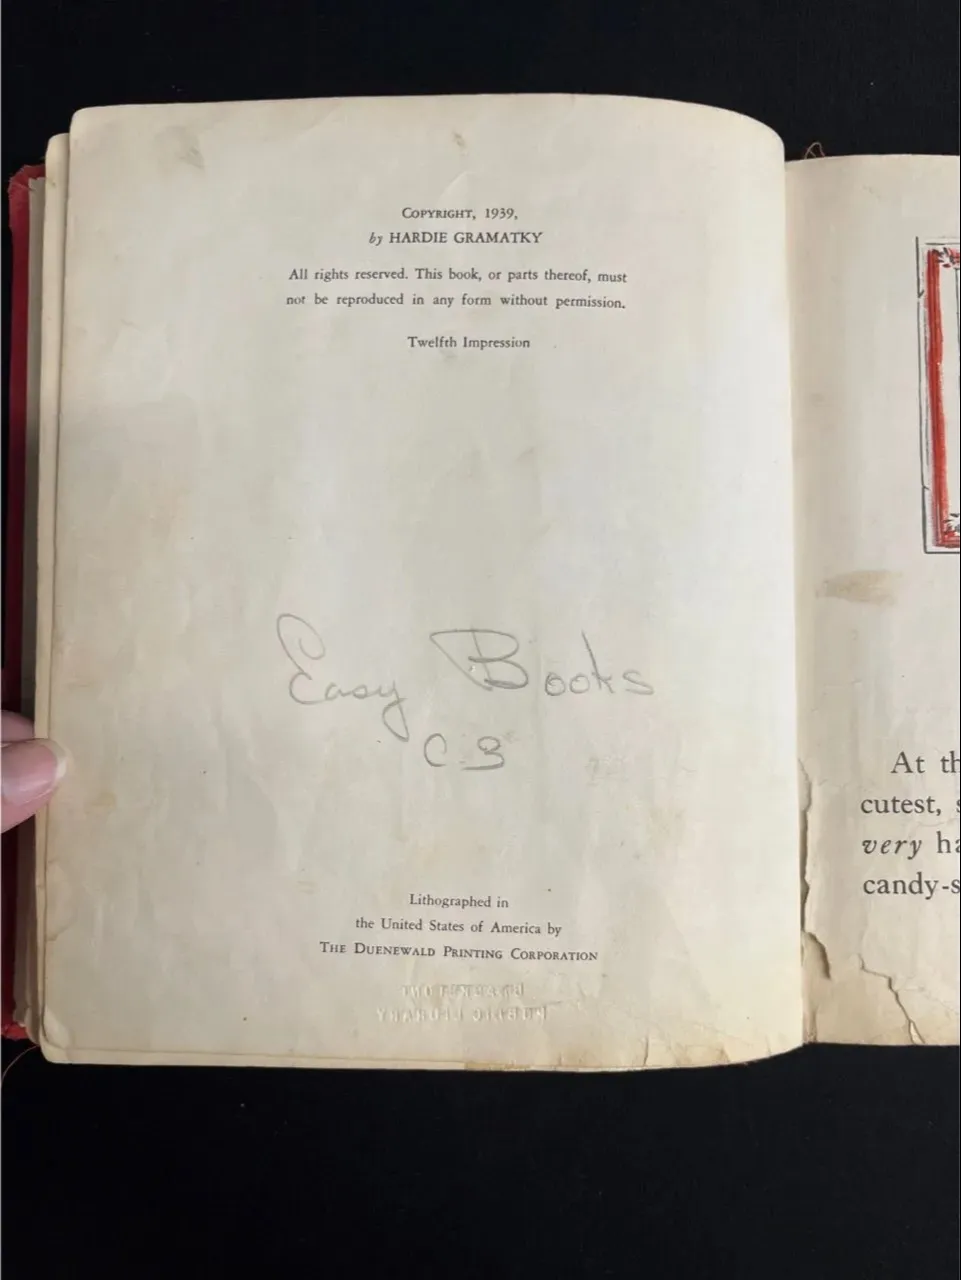 COPYRIGHT, 1939,
by HARDIE GRAMATKY
All rights reserved. This book, or parts thereof, must
not be reproduced in any form without permission.
Twelfth Impression
Easy Books
C 3
Lithographed in
the United States of America by
THE DUENEWALD PRINTING CORPORATION
PUBLIC LIBRARY
At th
cutest,
very ha
candy-s